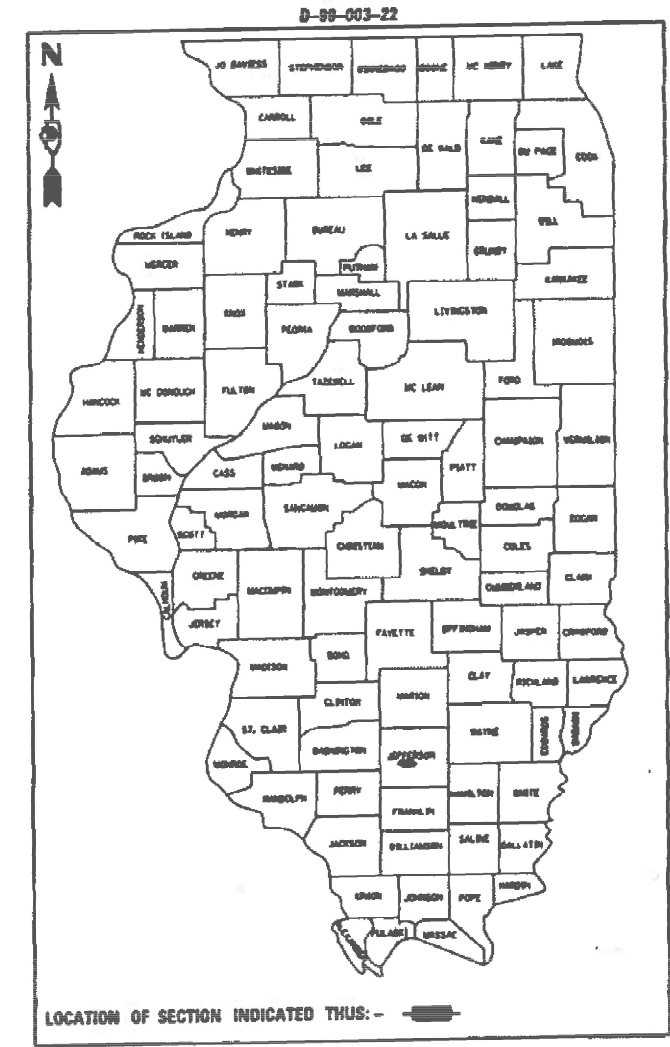 D-99-003-22
N
JO DAVIESS STEPHENSON WINNEBAGO BOONE MC HENRY LAKE
CARROLL OGLE
DE KALB KANE DU PAGE COOK
WHITESIDE LEE
KENDALL
ROCK ISLAND HENRY BUREAU LA SALLE WILL
GRUNDY
MERCER PUTNAM
STARK MARSHALL KANKAKEE
HENDERSON WARREN KNOX PEORIA WOODFORD LIVINGSTON
IROQUOIS
HANCOCK MC DONOUGH FULTON TAZEWELL MC LEAN FORD
MASON
SCHUYLER LOGAN DE WITT CHAMPAIGN VERMILION
ADAMS BROWN CASS MENARD PIATT
MACON
PIKE SCOTT MORGAN SANGAMON MOULTRIE DOUGLAS EDGAR
CHRISTIAN COLES
CALHOUN GREENE MACOUPIN MONTGOMERY SHELBY CUMBERLAND CLARK
JERSEY FAYETTE EFFINGHAM JASPER CRAWFORD
MADISON BOND
CLAY RICHLAND LAWRENCE
CLINTON MARION
ST. CLAIR WAYNE EDWARDS WABASH
WASHINGTON JEFFERSON
MONROE
RANDOLPH PERRY HAMILTON WHITE
FRANKLIN
JACKSON WILLIAMSON SALINE GALLATIN
UNION JOHNSON POPE HARDIN
ALEXANDER PULASKI MASSAC
LOCATION OF SECTION INDICATED THUS:-